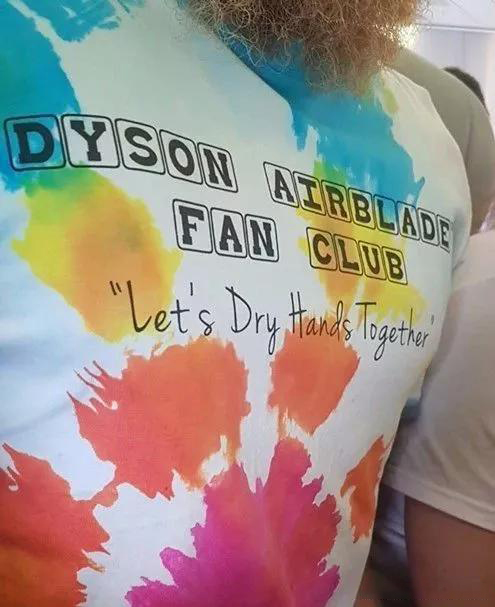 DYSON AIRBLADE
FAN CLUB
"Let's Dry Hands Together"